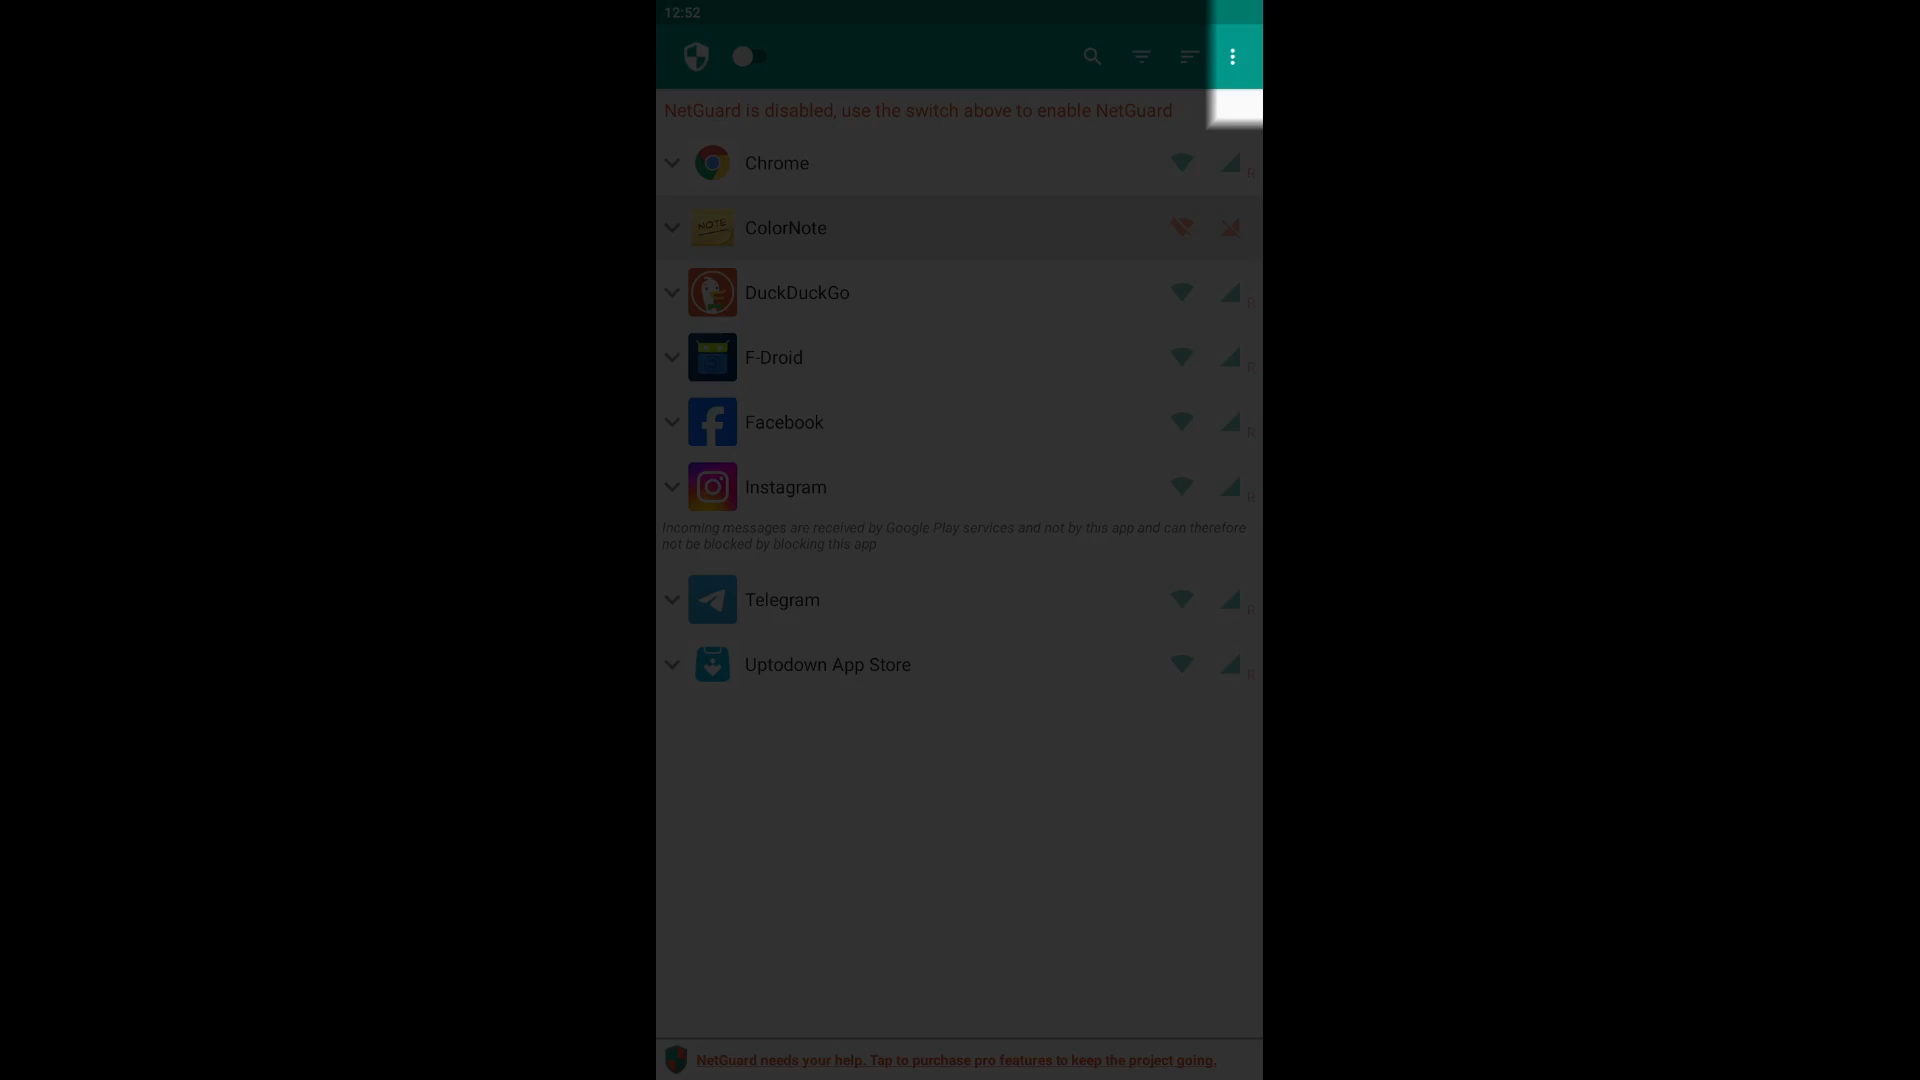 12:52
NetGuard is disabled, use the switch above to enable NetGuard
Chrome
R
NOTE
ColorNote
DuckDuckGo
R
F-Droid
R
Facebook
R
Instagram
R
Incoming messages are received by Google Play services and not by this app and can therefore
not be blocked by blocking this app
Telegram
R
Uptodown App Store
R
NetGuard needs your help. Tap to purchase pro features to keep the project going.